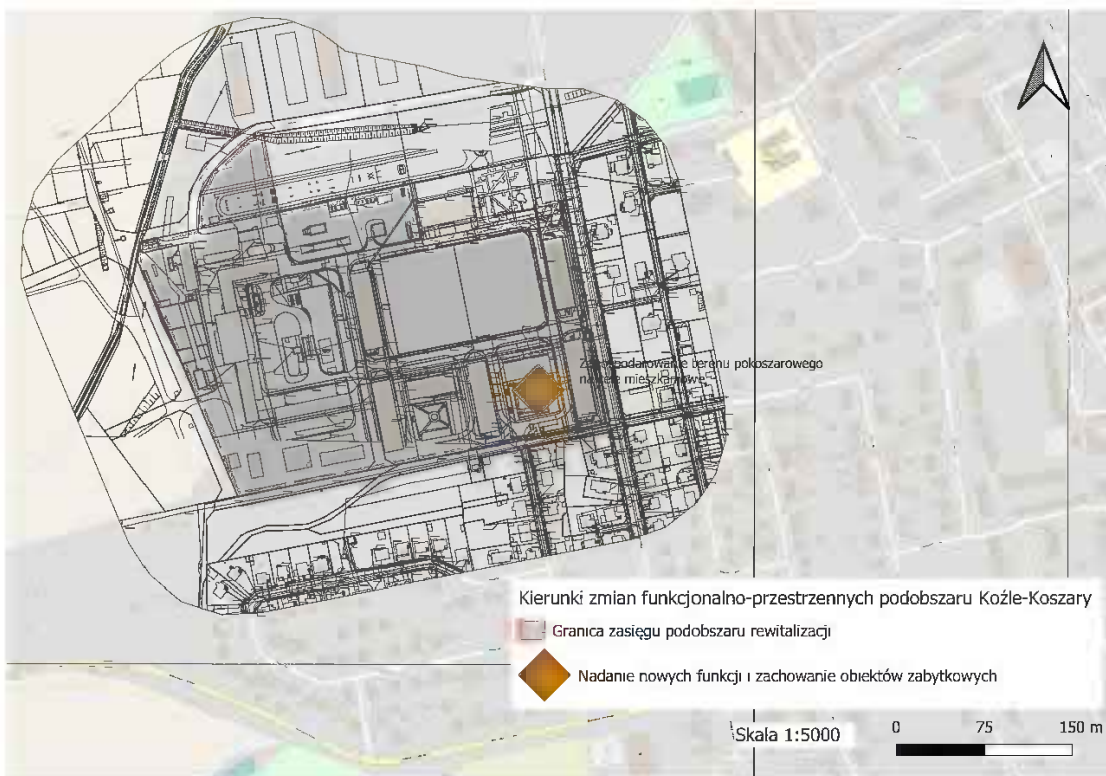 terenu pokoszarowego
Kierunki zmian funkcjonalno-przestrzennych podobszaru Koźle-Koszary
Granica zasięgu podobszaru rewitalizacji
Nadanie nowych funkcji i zachowanie obiektów zabytkowych
Skala 1:5000
0 75 150 m